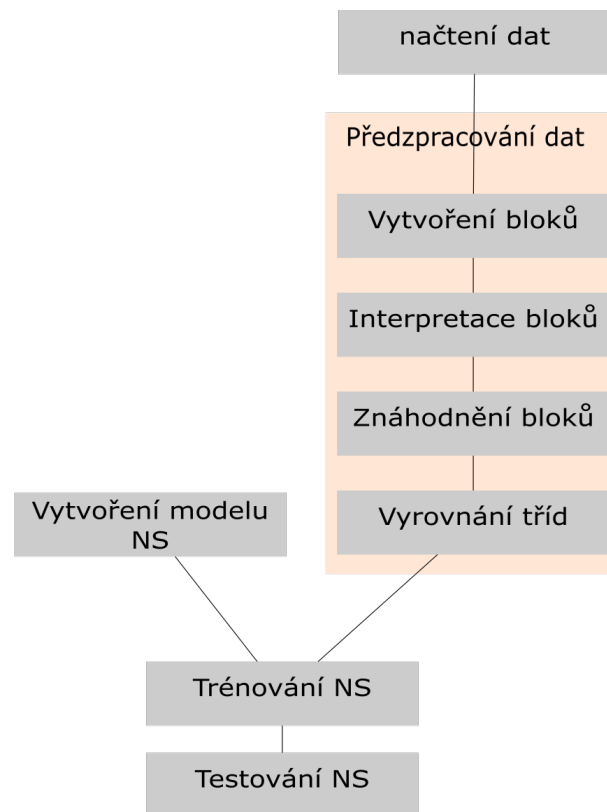 načtení dat
Předzpracování dat
Vytvoření bloků
Interpretace bloků
Znáhodnění bloků
Vyrovnání tříd
Vytvoření modelu
NS
Trénování NS
Testování NS